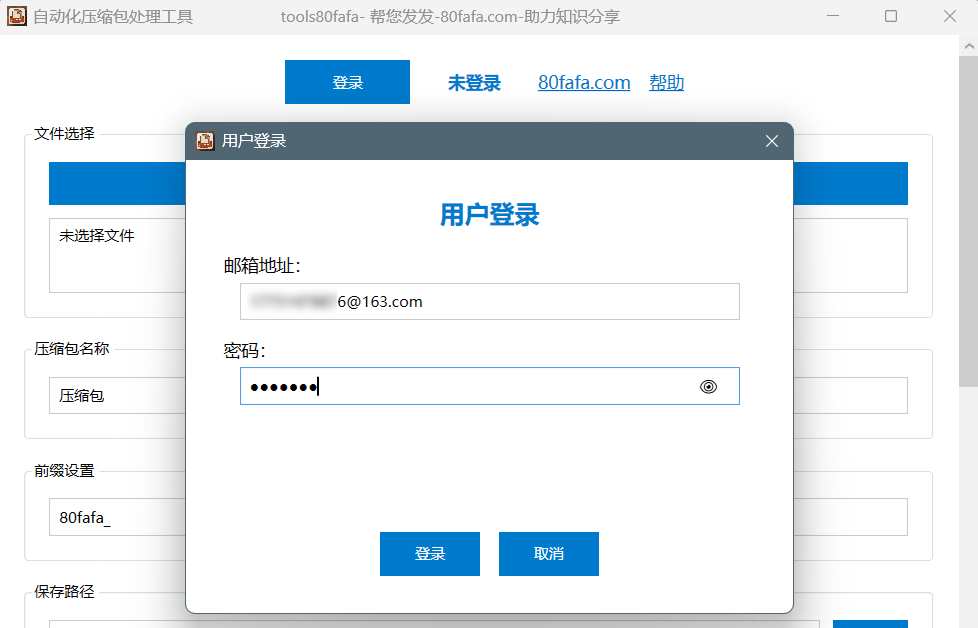 自动化压缩包处理工具 tools80fafa- 帮您发发-80fafa.com-助力知识分享
登录 未登录 80fafa.com 帮助
文件选择
未选择文件
压缩包名称
压缩包
前缀设置
80fafa_
保存路径
用户登录
用户登录
邮箱地址：
6@163.com
密码：
登录 取消